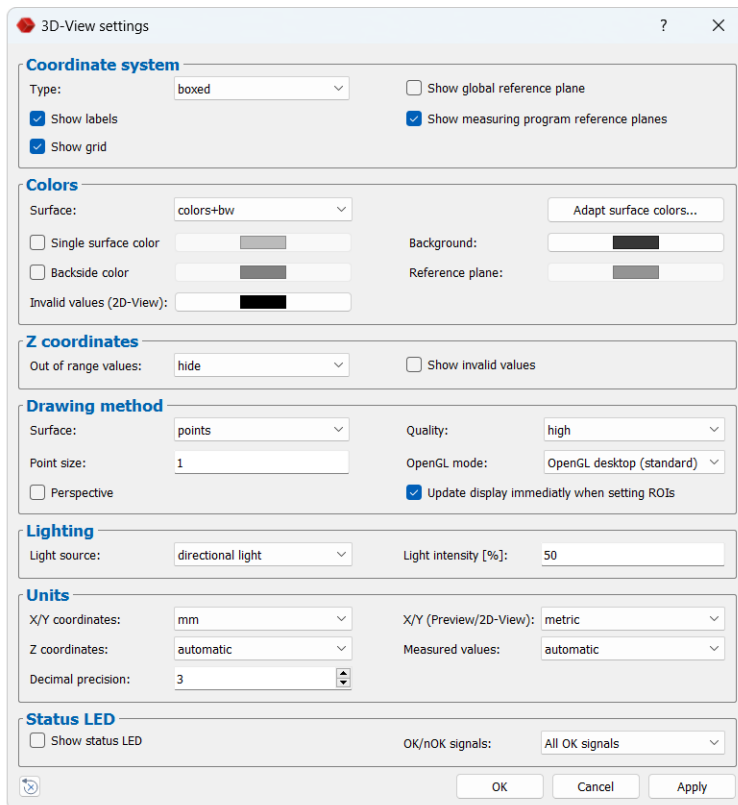 3D-View settings
?
Coordinate system
Type: boxed Show global reference plane
Show labels Show measuring program reference planes
Show grid
Colors
Surface: colors+bw Adapt surface colors...
Single surface color Background:
Backside color Reference plane:
Invalid values (2D-View):
Z coordinates
Out of range values: hide Show invalid values
Drawing method
Surface: points Quality: high
Point size: 1 OpenGL mode: OpenGL desktop (standard)
Perspective Update display immediatly when setting ROIs
Lighting
Light source: directional light Light intensity [%]: 50
Units
X/Y coordinates: mm X/Y (Preview/2D-View): metric
Z coordinates: automatic Measured values: automatic
Decimal precision: 3
Status LED
Show status LED OK/nOK signals: All OK signals
OK Cancel Apply